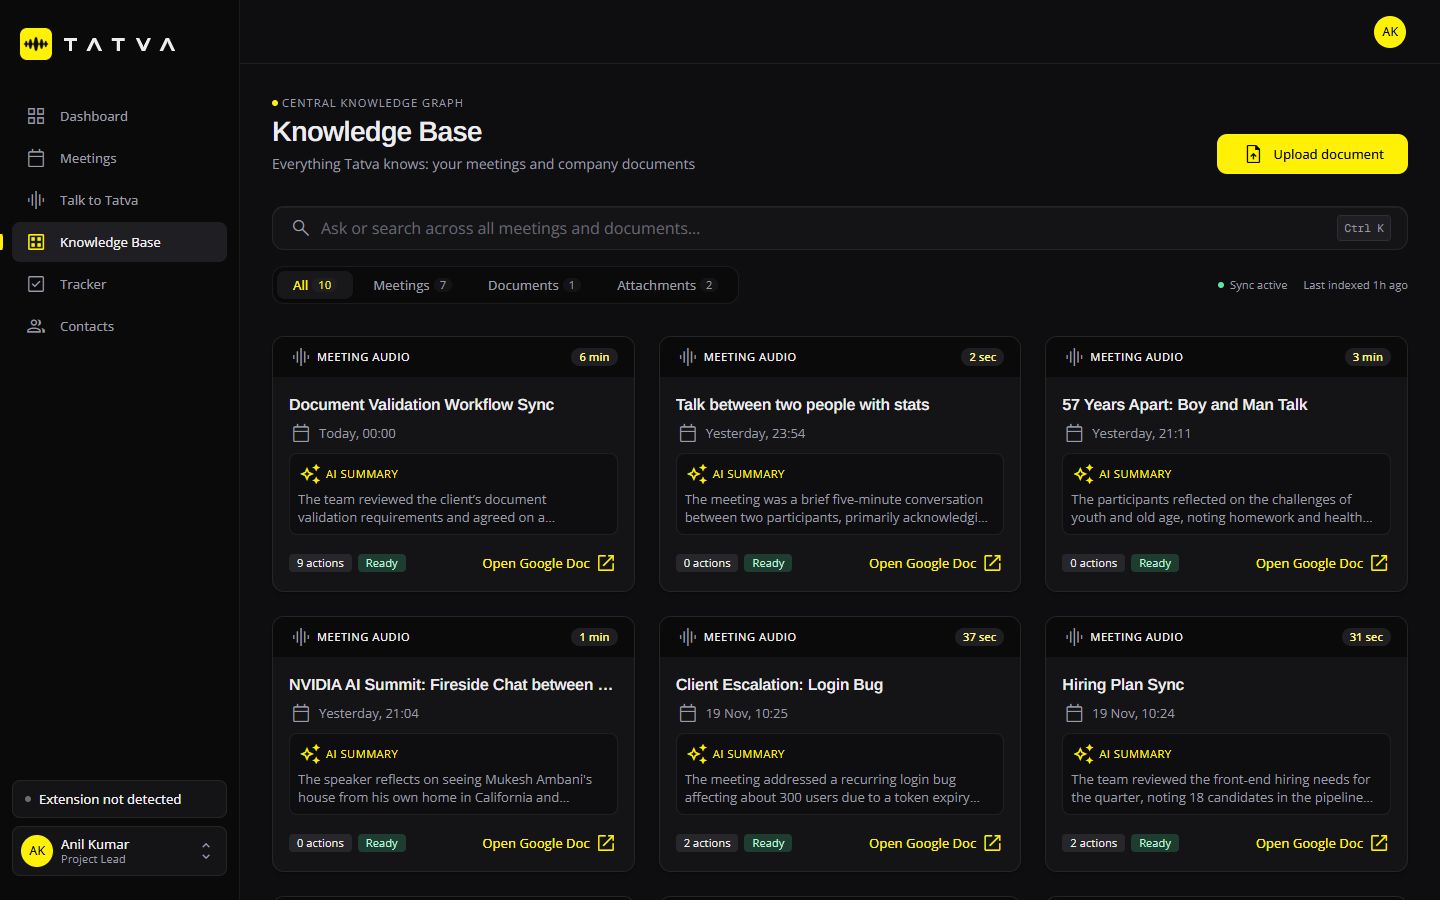 TATVA
AK
Dashboard
Meetings
Talk to Tatva
Knowledge Base
Tracker
Contacts
Extension not detected
AK
Anil Kumar
Project Lead
CENTRAL KNOWLEDGE GRAPH
Knowledge Base
Everything Tatva knows: your meetings and company documents
Upload document
Ask or search across all meetings and documents...
Ctrl K
All 10
Meetings 7
Documents 1
Attachments 2
Sync active
Last indexed 1h ago
MEETING AUDIO
6 min
Document Validation Workflow Sync
Today, 00:00
AI SUMMARY
The team reviewed the client’s document
validation requirements and agreed on a...
9 actions
Ready
Open Google Doc
MEETING AUDIO
2 sec
Talk between two people with stats
Yesterday, 23:54
AI SUMMARY
The meeting was a brief five-minute conversation
between two participants, primarily acknowledgi...
0 actions
Ready
Open Google Doc
MEETING AUDIO
3 min
57 Years Apart: Boy and Man Talk
Yesterday, 21:11
AI SUMMARY
The participants reflected on the challenges of
youth and old age, noting homework and health...
0 actions
Ready
Open Google Doc
MEETING AUDIO
1 min
NVIDIA AI Summit: Fireside Chat between ...
Yesterday, 21:04
AI SUMMARY
The speaker reflects on seeing Mukesh Ambani's
house from his own home in California and...
0 actions
Ready
Open Google Doc
MEETING AUDIO
37 sec
Client Escalation: Login Bug
19 Nov, 10:25
AI SUMMARY
The meeting addressed a recurring login bug
affecting about 300 users due to a token expiry...
2 actions
Ready
Open Google Doc
MEETING AUDIO
31 sec
Hiring Plan Sync
19 Nov, 10:24
AI SUMMARY
The team reviewed the front-end hiring needs for
the quarter, noting 18 candidates in the pipeline...
2 actions
Ready
Open Google Doc